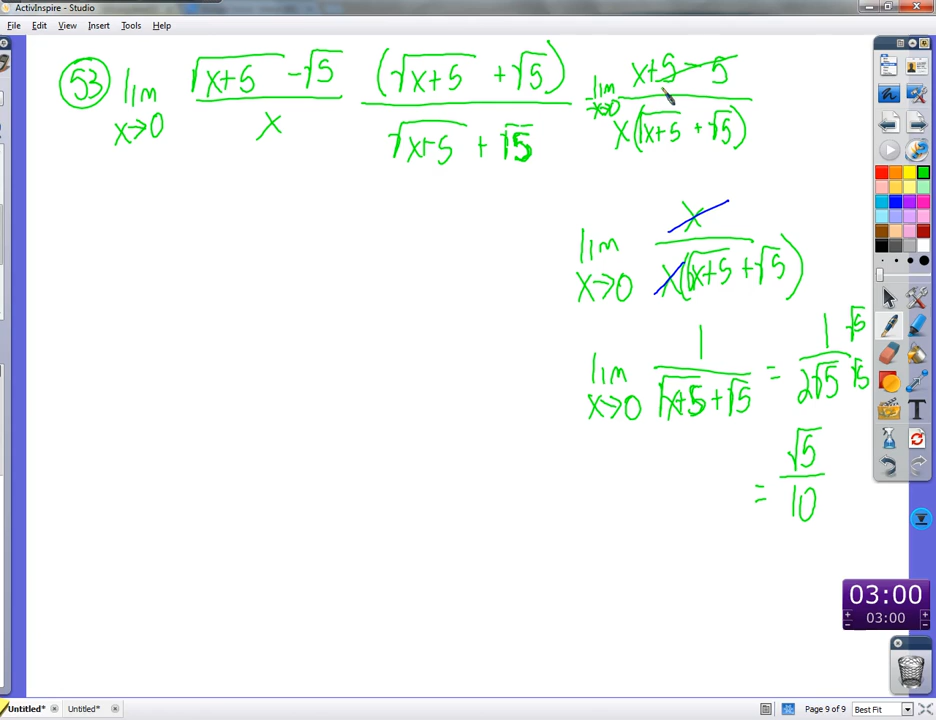 ActivInspire - Studio
File Edit View Insert Tools Help
53 lim x→0 (√x+5 - √5)/x (√x+5 + √5)/(√x+5 + √5) = lim x→0 (x+5 - 5)/(x(√x+5 + √5))
lim x→0 x/(x(√x+5 + √5))
lim x→0 1/(√x+5 + √5) = 1/(2√5) √5/√5
= √5/10
03:00
03:00
Untitled* Untitled* Page 9 of 9 Best Fit